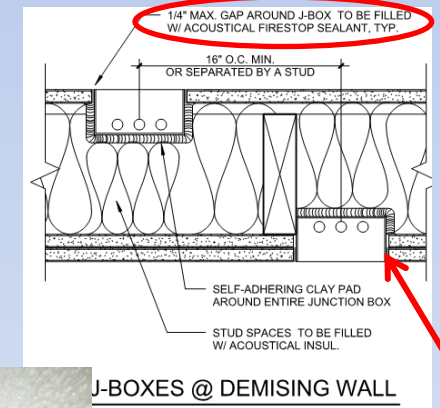 1/4" MAX. GAP AROUND J-BOX TO BE FILLED
W/ ACOUSTICAL FIRESTOP SEALANT, TYP.
16" O.C. MIN.
OR SEPARATED BY A STUD
SELF-ADHERING CLAY PAD
AROUND ENTIRE JUNCTION BOX
STUD SPACES TO BE FILLED
W/ ACOUSTICAL INSUL.
J-BOXES @ DEMISING WALL